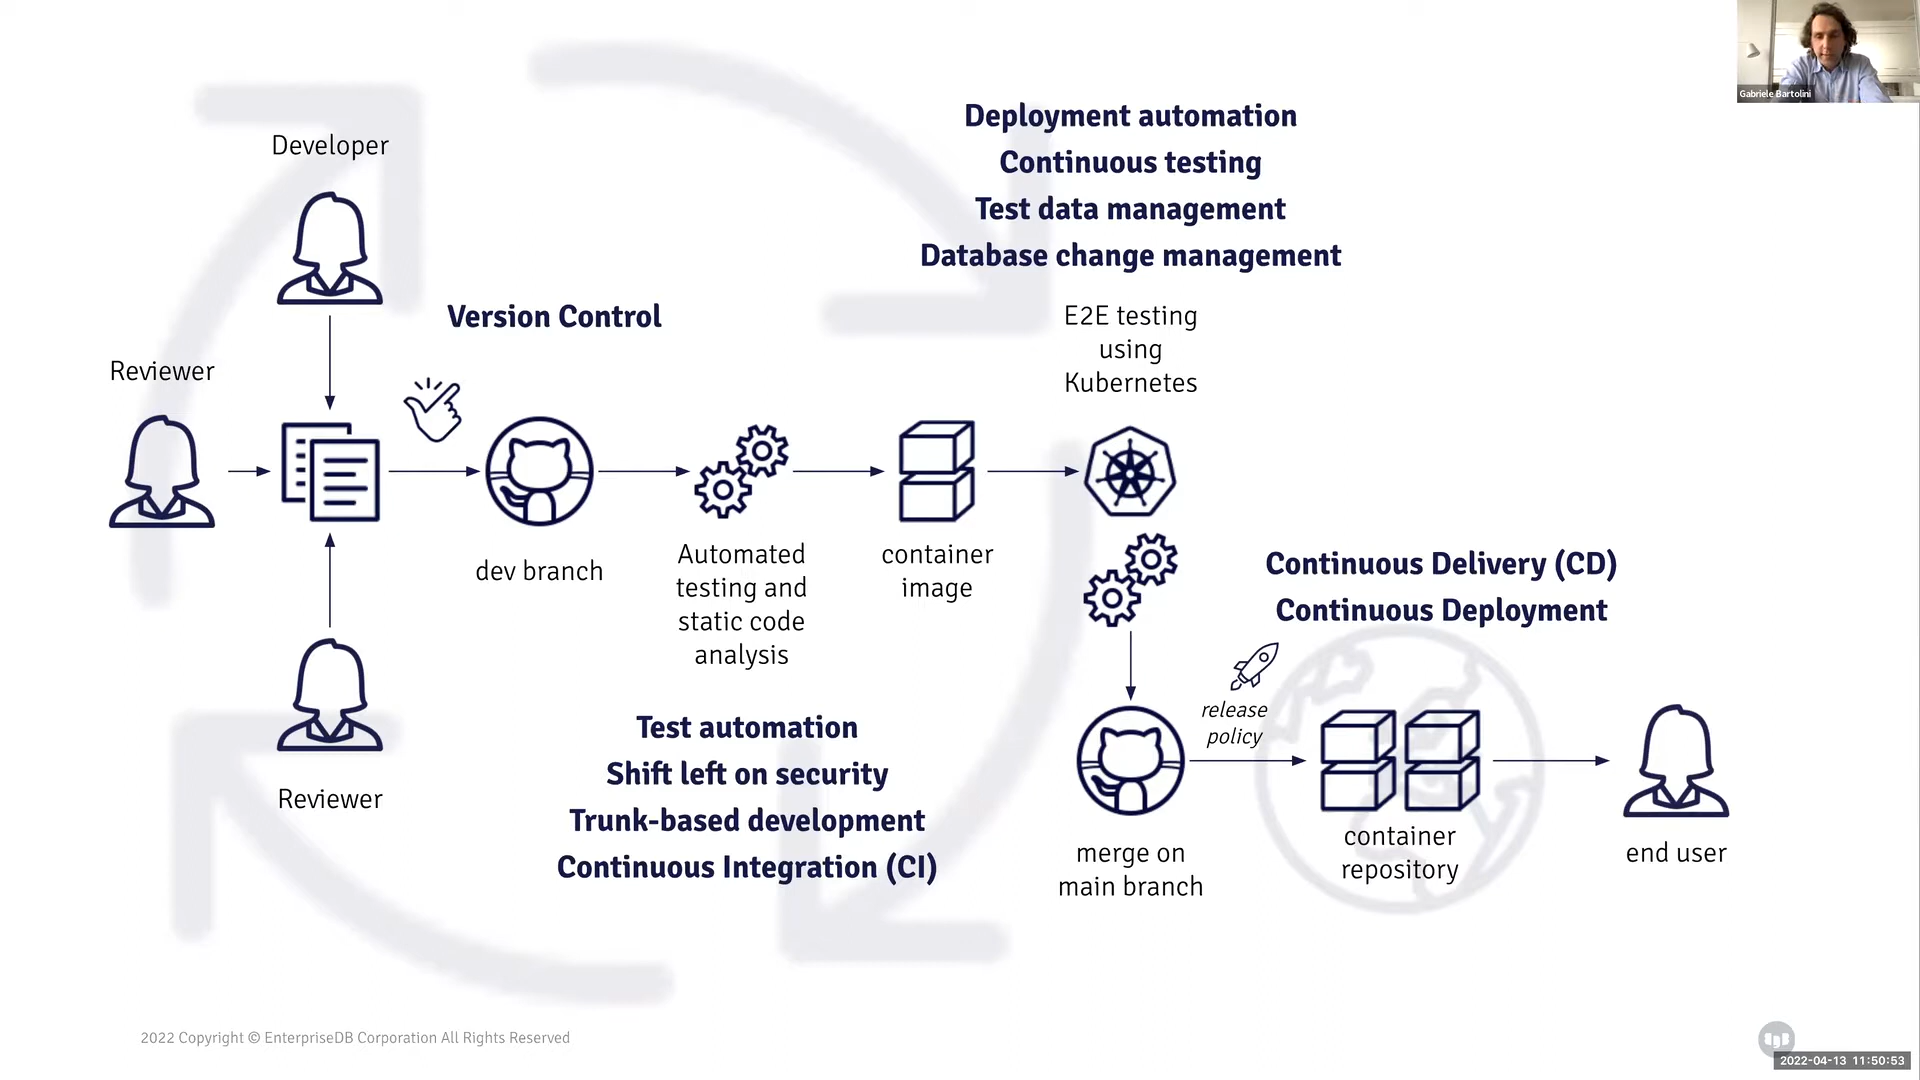 Gabriele Bartolini
Deployment automation
Continuous testing
Test data management
Database change management
Developer
Version Control
E2E testing
using
Kubernetes
Reviewer
dev branch
Automated
testing and
static code
analysis
container
image
Continuous Delivery (CD)
Continuous Deployment
release
policy
Reviewer
Test automation
Shift left on security
Trunk-based development
Continuous Integration (CI)
merge on
main branch
container
repository
end user
2022 Copyright © EnterpriseDB Corporation All Rights Reserved
2022-04-13 11:50:53